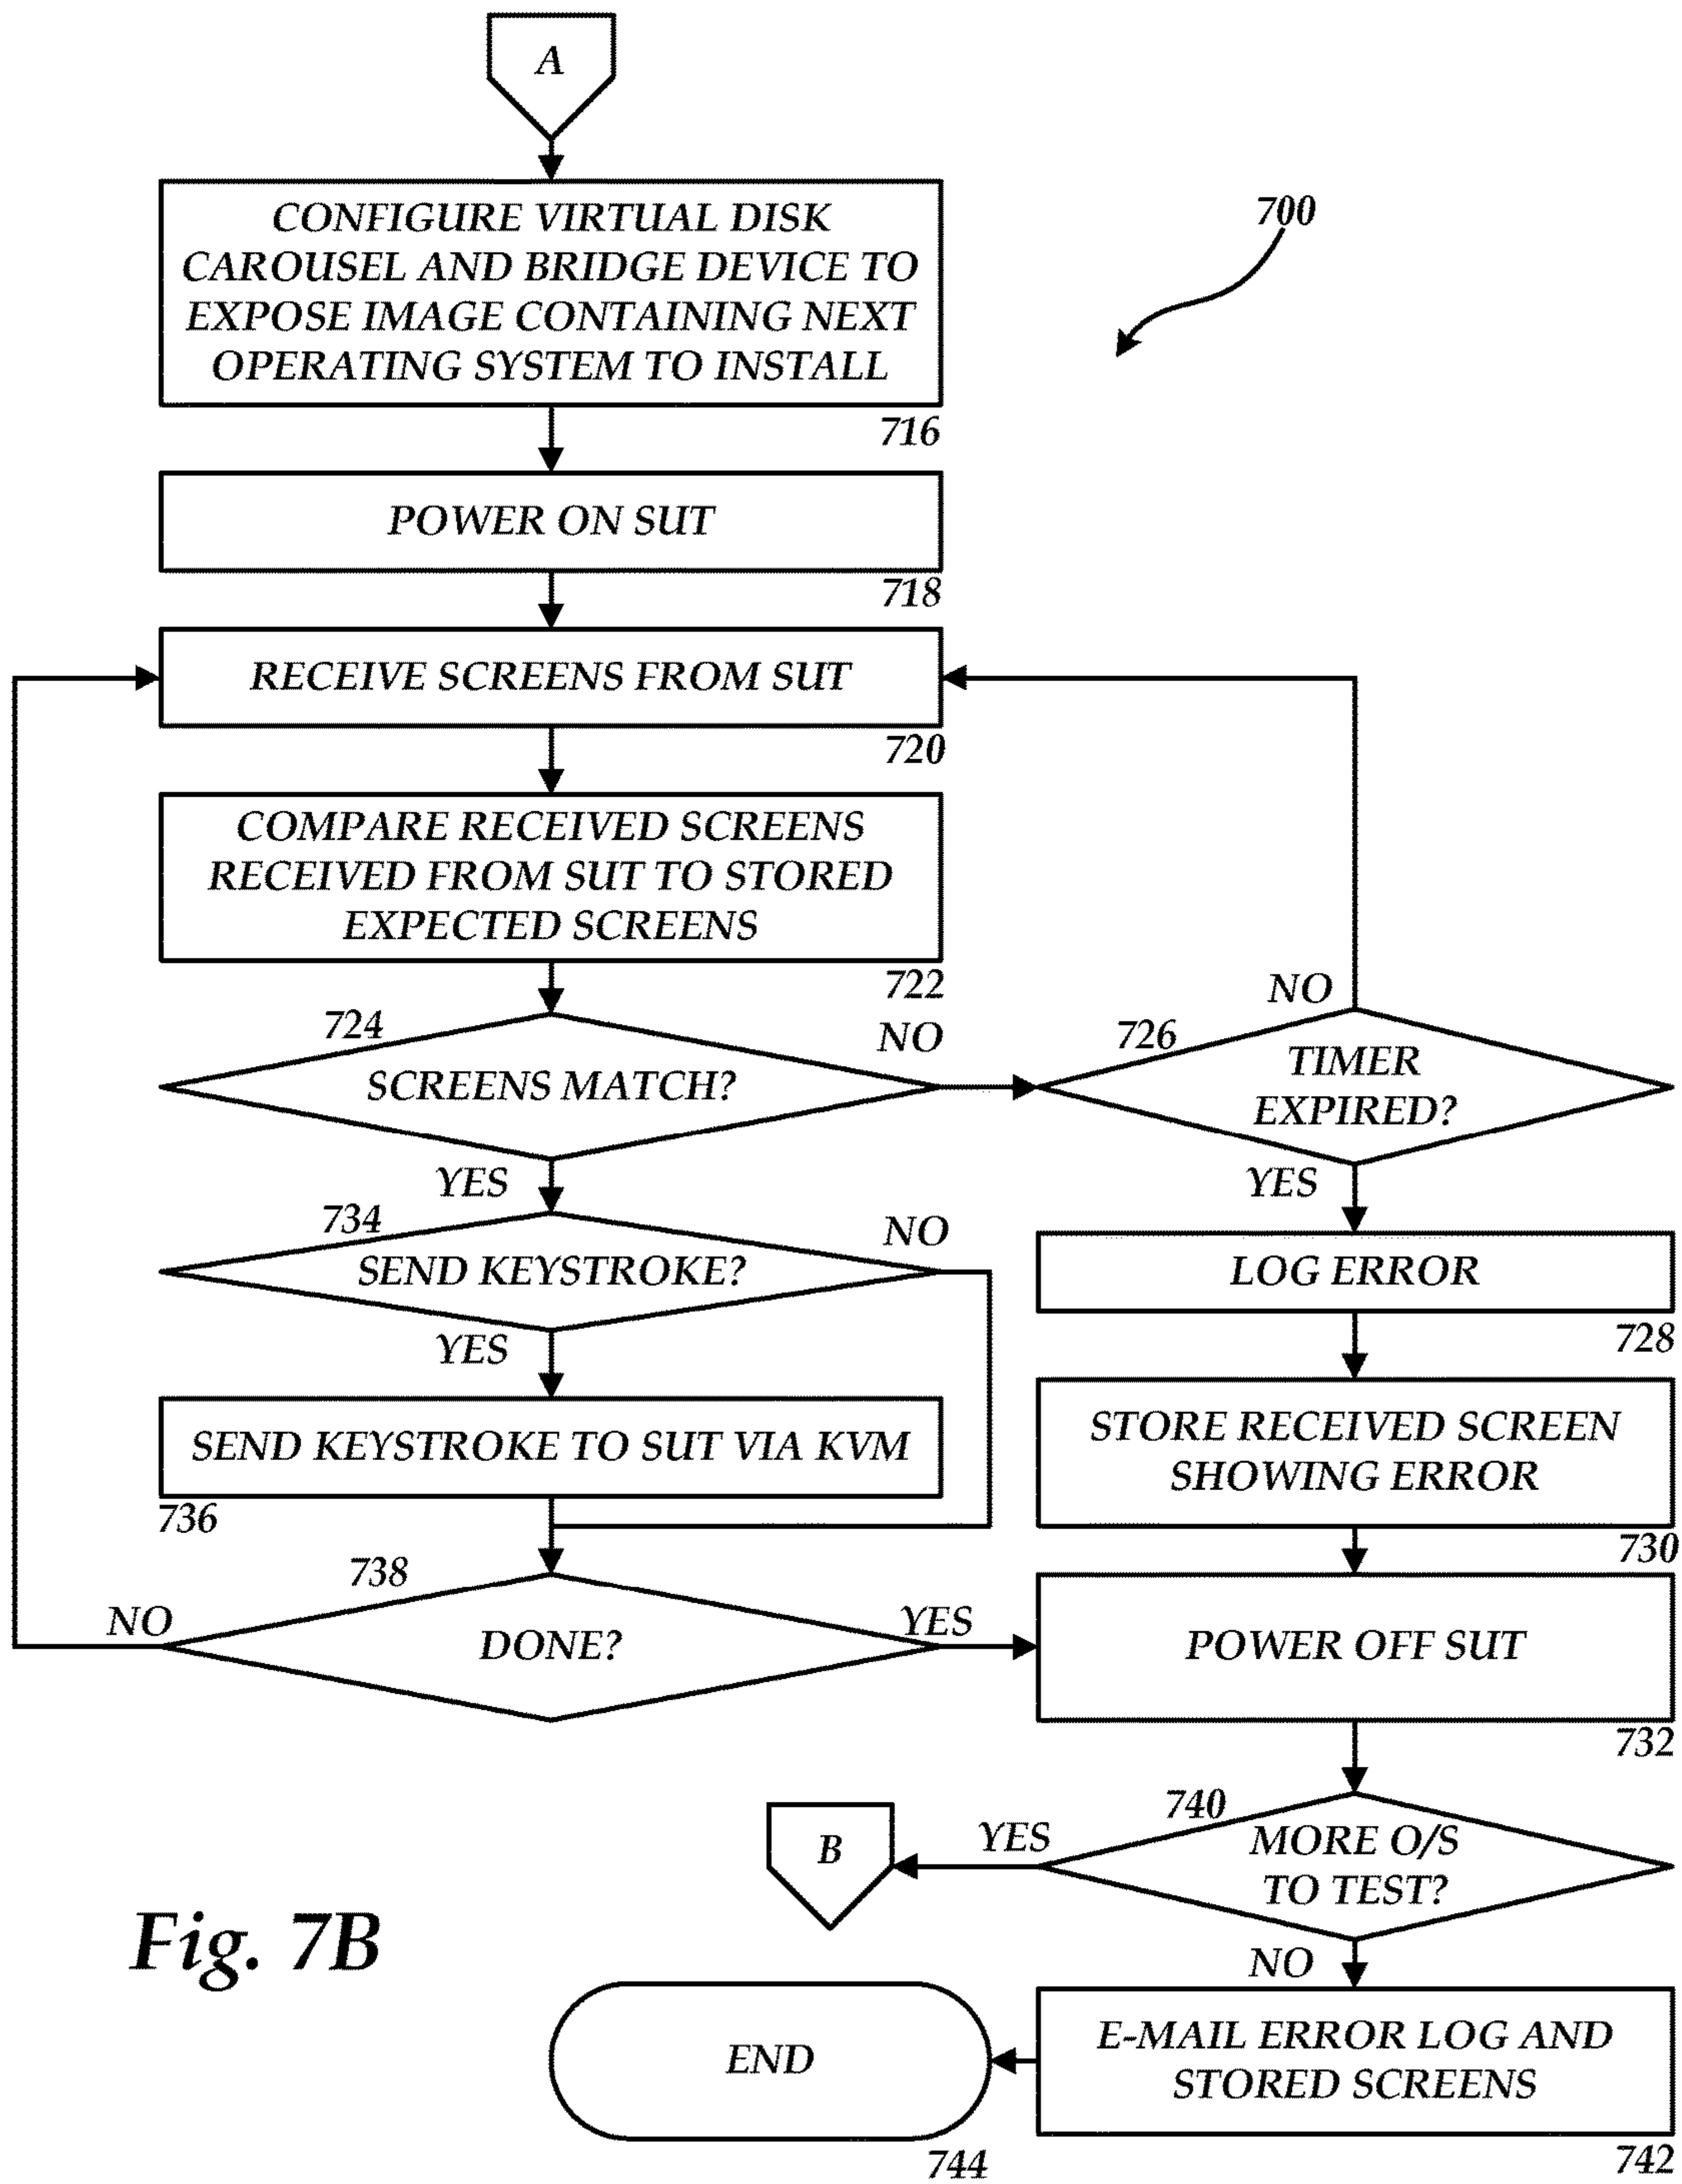 A
700
CONFIGURE VIRTUAL DISK
CAROUSEL AND BRIDGE DEVICE TO
EXPOSE IMAGE CONTAINING NEXT
OPERATING SYSTEM TO INSTALL
716
POWER ON SUT
718
RECEIVE SCREENS FROM SUT
720
COMPARE RECEIVED SCREENS
RECEIVED FROM SUT TO STORED
EXPECTED SCREENS
722
724
SCREENS MATCH?
NO
YES
726
TIMER
EXPIRED?
NO
YES
734
SEND KEYSTROKE?
NO
YES
LOG ERROR
728
SEND KEYSTROKE TO SUT VIA KVM
736
STORE RECEIVED SCREEN
SHOWING ERROR
730
738
DONE?
NO
YES
POWER OFF SUT
732
740
MORE O/S
TO TEST?
YES
B
NO
E-MAIL ERROR LOG AND
STORED SCREENS
742
END
744
Fig. 7B